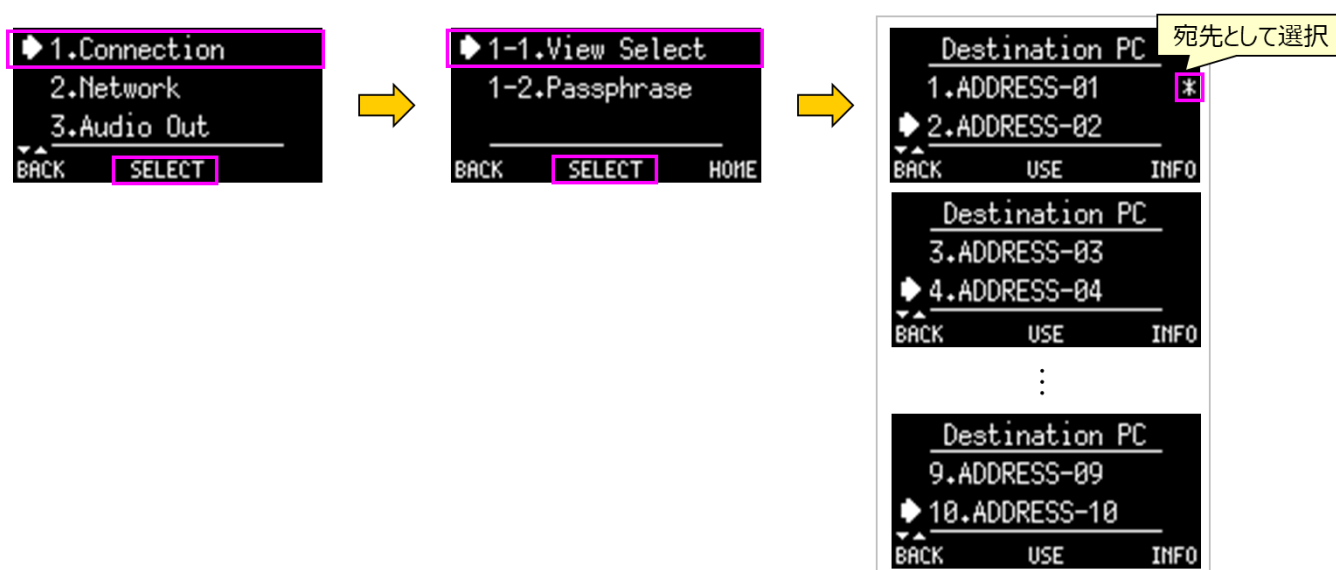 1.Connection
2.Network
3.Audio Out
BACK SELECT
1-1.View Select
1-2.Passphrase
BACK SELECT HOME
宛先として選択
Destination PC
1.ADDRESS-01 *
2.ADDRESS-02
BACK USE INFO
Destination PC
3.ADDRESS-03
4.ADDRESS-04
BACK USE INFO
⋮
Destination PC
9.ADDRESS-09
10.ADDRESS-10
BACK USE INFO